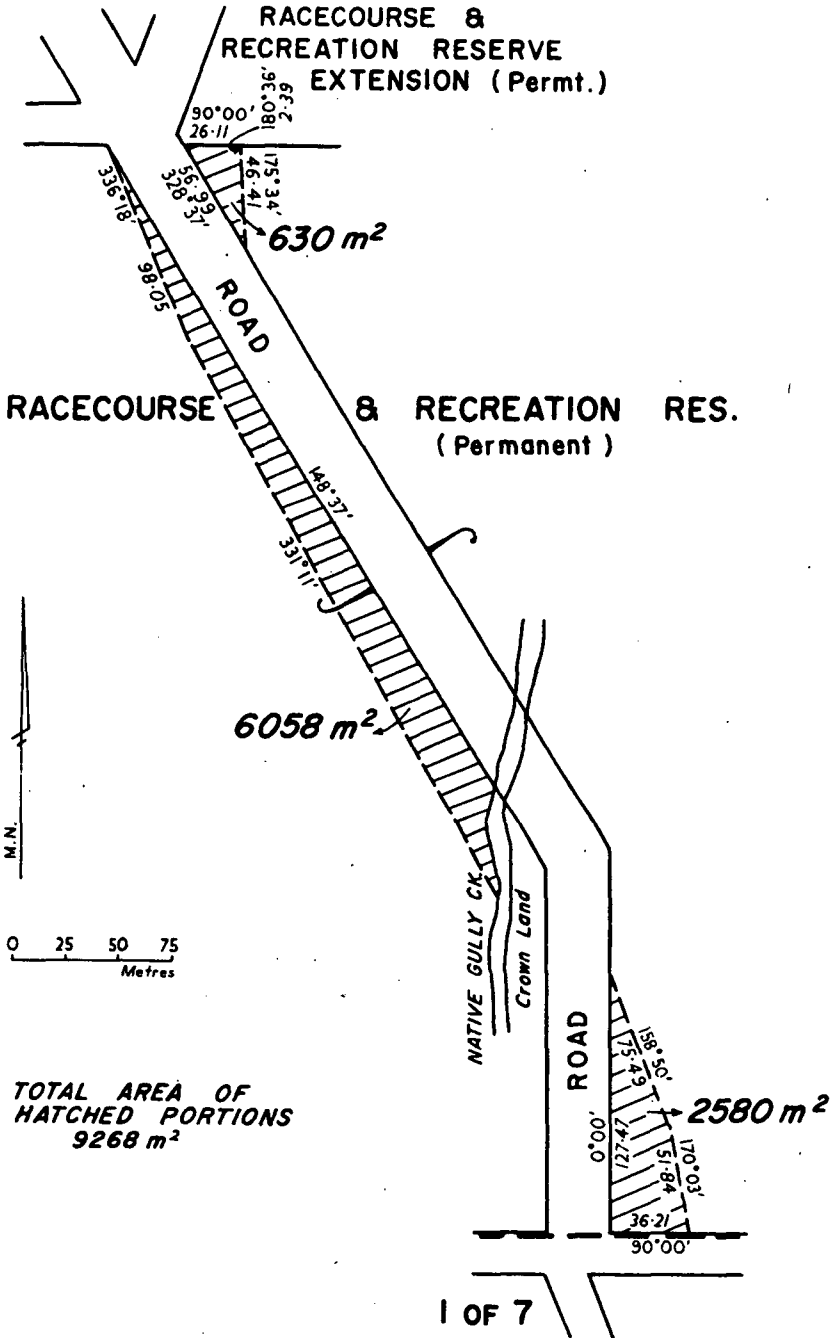 RACECOURSE &
RECREATION RESERVE
EXTENSION (Permt.)
90°00'
26·11
180°36'
2·39
175°34'
46·41
56·99
328°37'
336°18'
630 m²
98·05
ROAD
RACECOURSE & RECREATION RES.
(Permanent)
148°37'
331°11'
6058 m²
M.N.
0 25 50 75
Metres
NATIVE GULLY CK.
Crown Land
ROAD
158°50'
75·49
2580 m²
0°00'
127·47
170°03'
51·84
36·21
90°00'
TOTAL AREA OF
HATCHED PORTIONS
9268 m²
1 OF 7